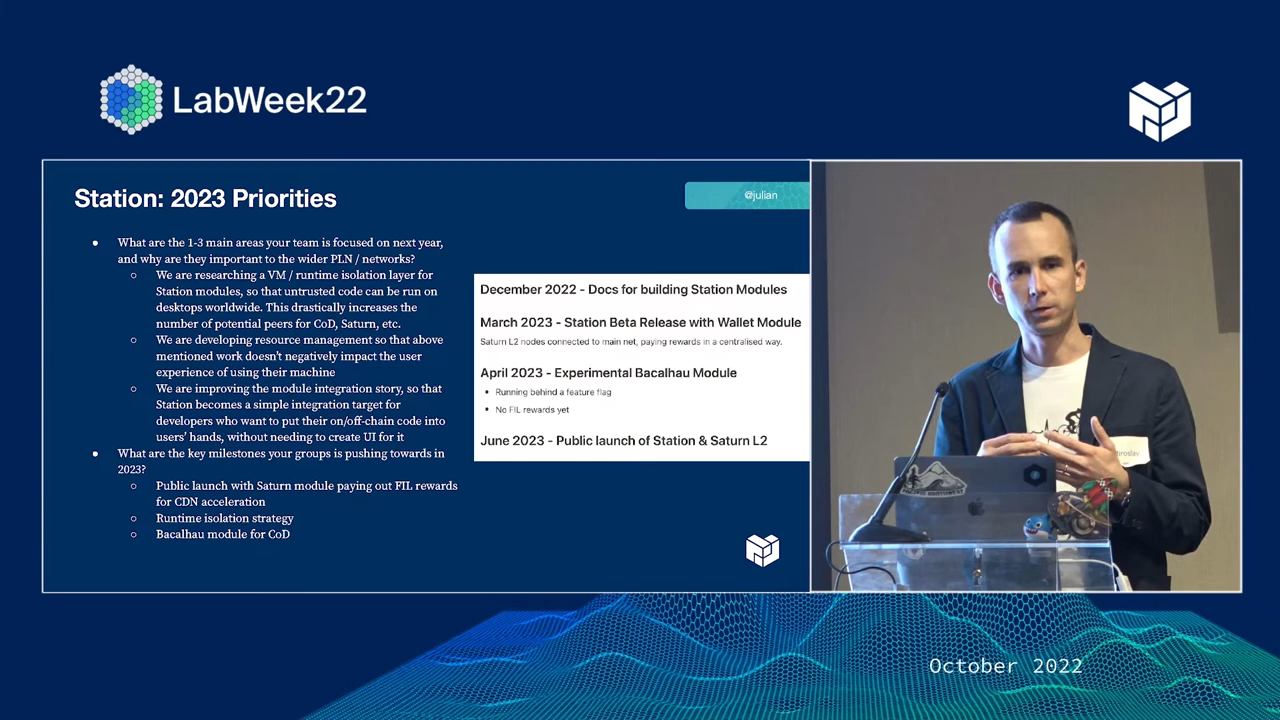 LabWeek22
Station: 2023 Priorities
@julian
What are the 1-3 main areas your team is focused on next year,
and why are they important to the wider PLN / networks?
We are researching a VM / runtime isolation layer for
Station modules, so that untrusted code can be run on
desktops worldwide. This drastically increases the
number of potential peers for CoD, Saturn, etc.
We are developing resource management so that above
mentioned work doesn't negatively impact the user
experience of using their machine
We are improving the module integration story, so that
Station becomes a simple integration target for
developers who want to put their on/off-chain code into
users' hands, without needing to create UI for it
What are the key milestones your groups is pushing towards in
2023?
Public launch with Saturn module paying out FIL rewards
for CDN acceleration
Runtime isolation strategy
Bacalhau module for CoD
December 2022 - Docs for building Station Modules
March 2023 - Station Beta Release with Wallet Module
Saturn L2 nodes connected to main net, paying rewards in a centralised way.
April 2023 - Experimental Bacalhau Module
Running behind a feature flag
No FIL rewards yet
June 2023 - Public launch of Station & Saturn L2
October 2022